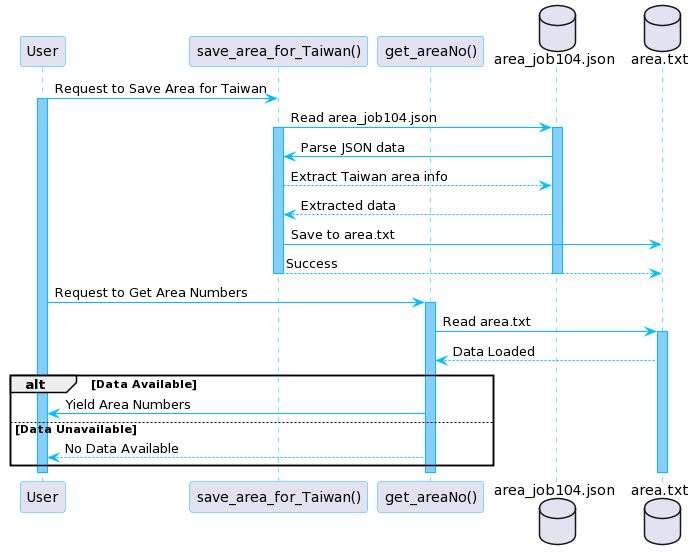 User
save_area_for_Taiwan()
get_areaNo()
area_job104.json
area.txt
Request to Save Area for Taiwan
Read area_job104.json
Parse JSON data
Extract Taiwan area info
Extracted data
Save to area.txt
Success
Request to Get Area Numbers
Read area.txt
Data Loaded
alt [Data Available]
Yield Area Numbers
[Data Unavailable]
No Data Available
User
save_area_for_Taiwan()
get_areaNo()
area_job104.json
area.txt